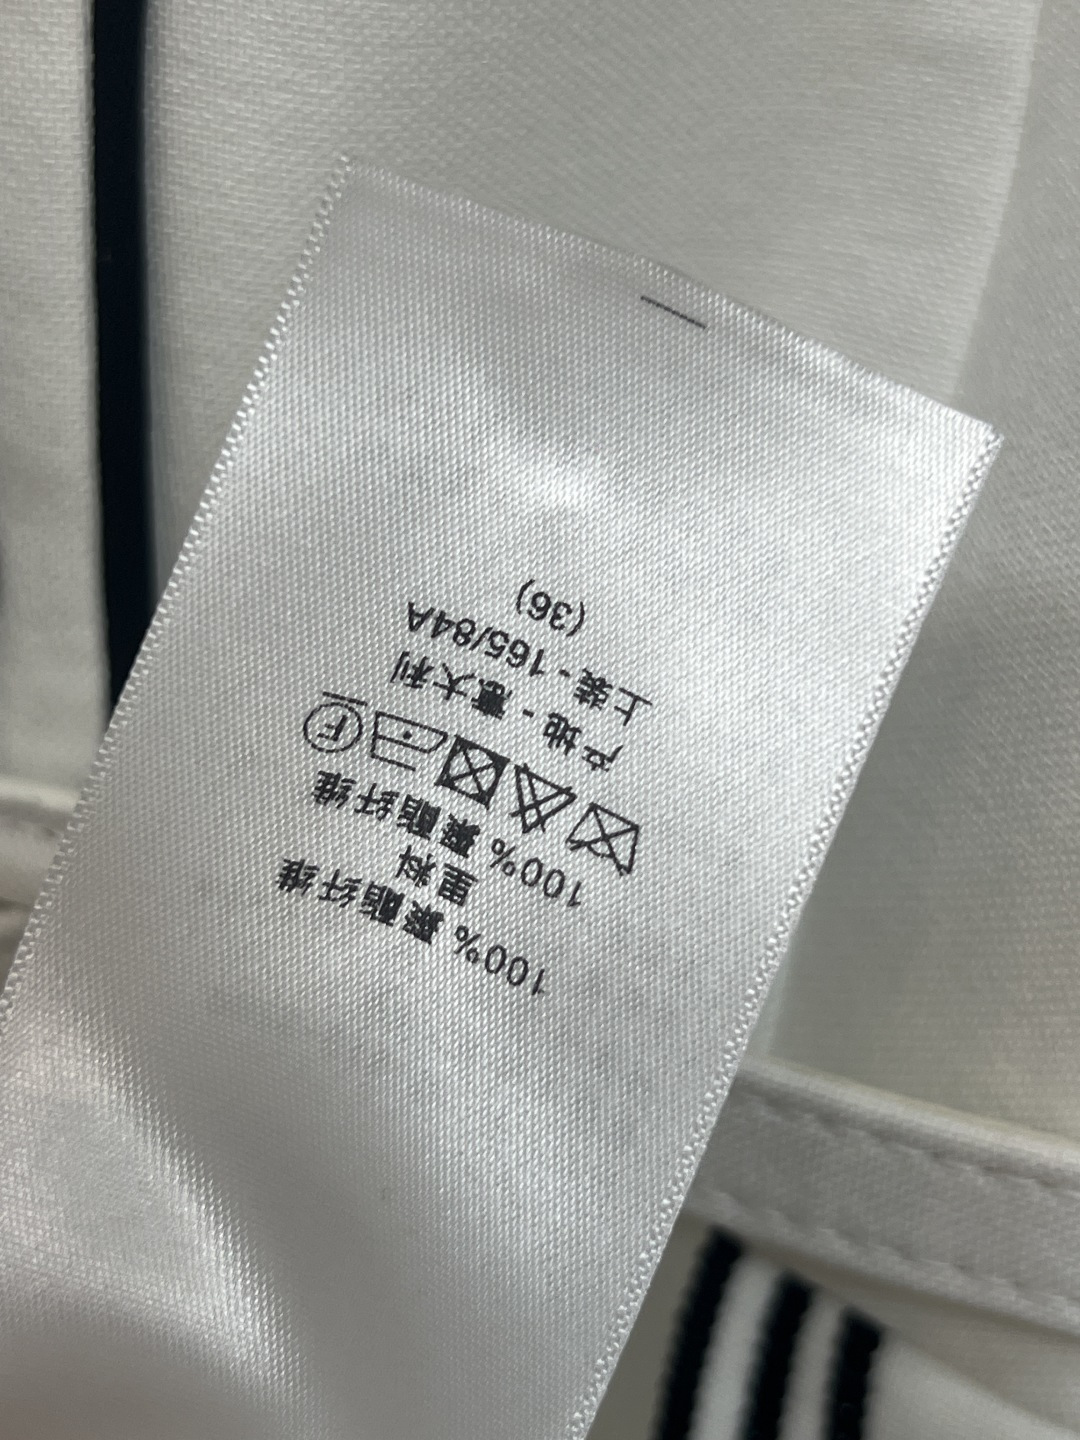 100% 聚酯纤维
里料
100% 聚酯纤维
F
产地 - 意大利
上装 - 165/84A
(36)